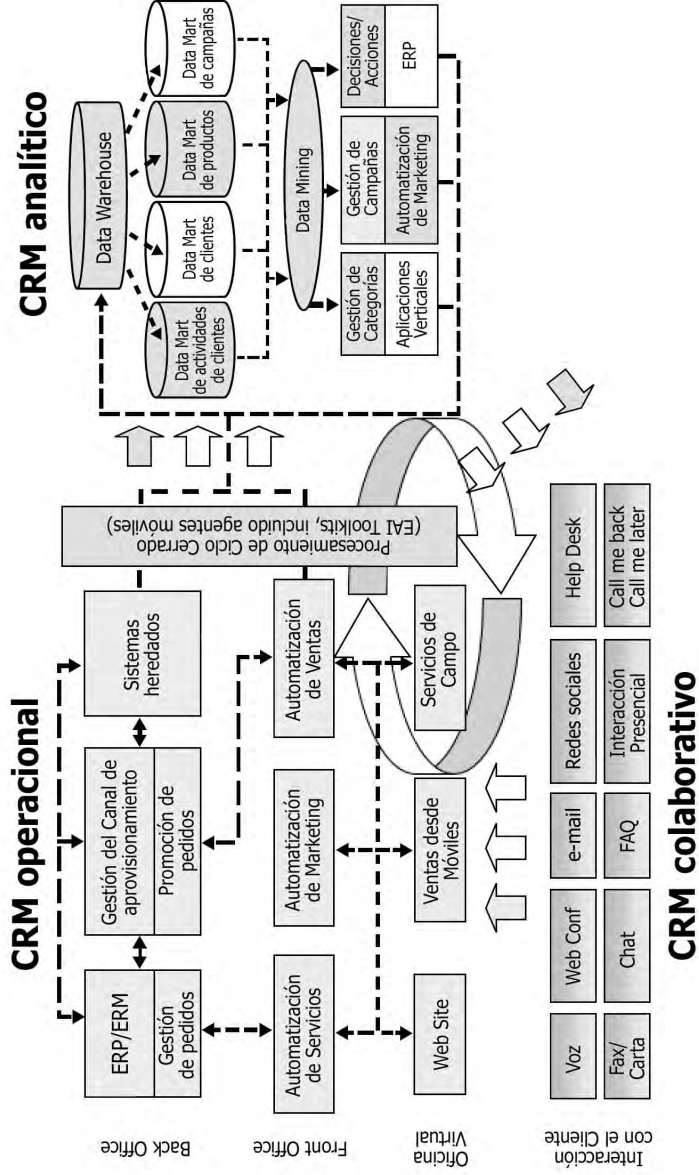 CRM operacional
CRM analítico
Back Office
ERP/ERM
Gestión
de pedidos
Gestión del Canal de
aprovisionamiento
Promoción de
pedidos
Sistemas
heredados
Front Office
Automatización
de Servicios
Automatización
de Marketing
Automatización
de Ventas
Oficina
Virtual
Web Site
Ventas desde
Móviles
Servicios de
Campo
Procesamiento de Ciclo Cerrado
(EAI Toolkits, incluido agentes móviles)
Data Warehouse
Data Mart
de actividades
de clientes
Data Mart
de clientes
Data Mart
de productos
Data Mart
de campañas
Data Mining
Gestión de
Categorías
Aplicaciones
Verticales
Gestión de
Campañas
Automatización
de Marketing
Decisiones/
Acciones
ERP
Interacción
con el Cliente
Voz
Web Conf
e-mail
Redes sociales
Help Desk
Fax/
Carta
Chat
FAQ
Interacción
Presencial
Call me back
Call me later
CRM colaborativo